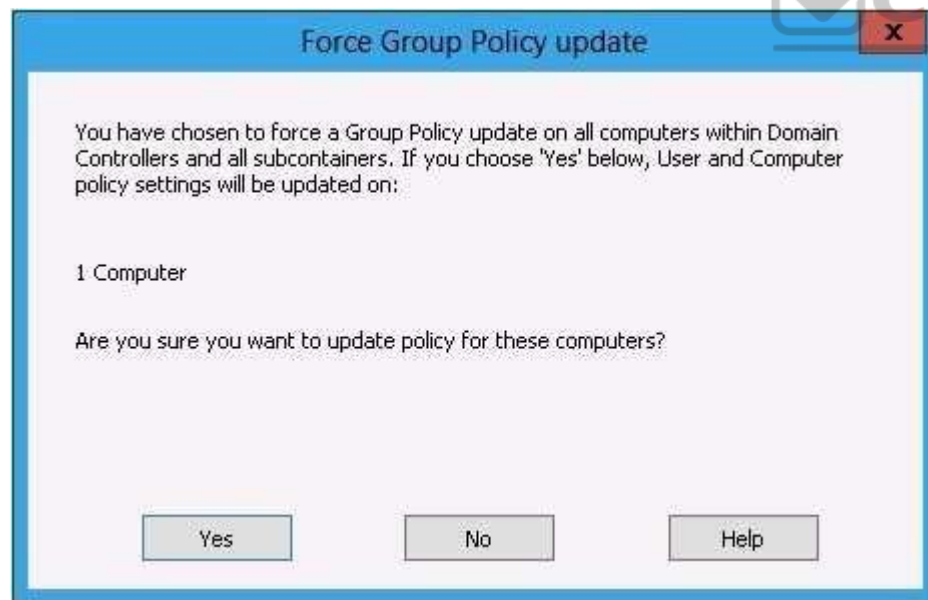 Force Group Policy update
x
You have chosen to force a Group Policy update on all computers within Domain
Controllers and all subcontainers. If you choose 'Yes' below, User and Computer
policy settings will be updated on:
1 Computer
Are you sure you want to update policy for these computers?
Yes No Help